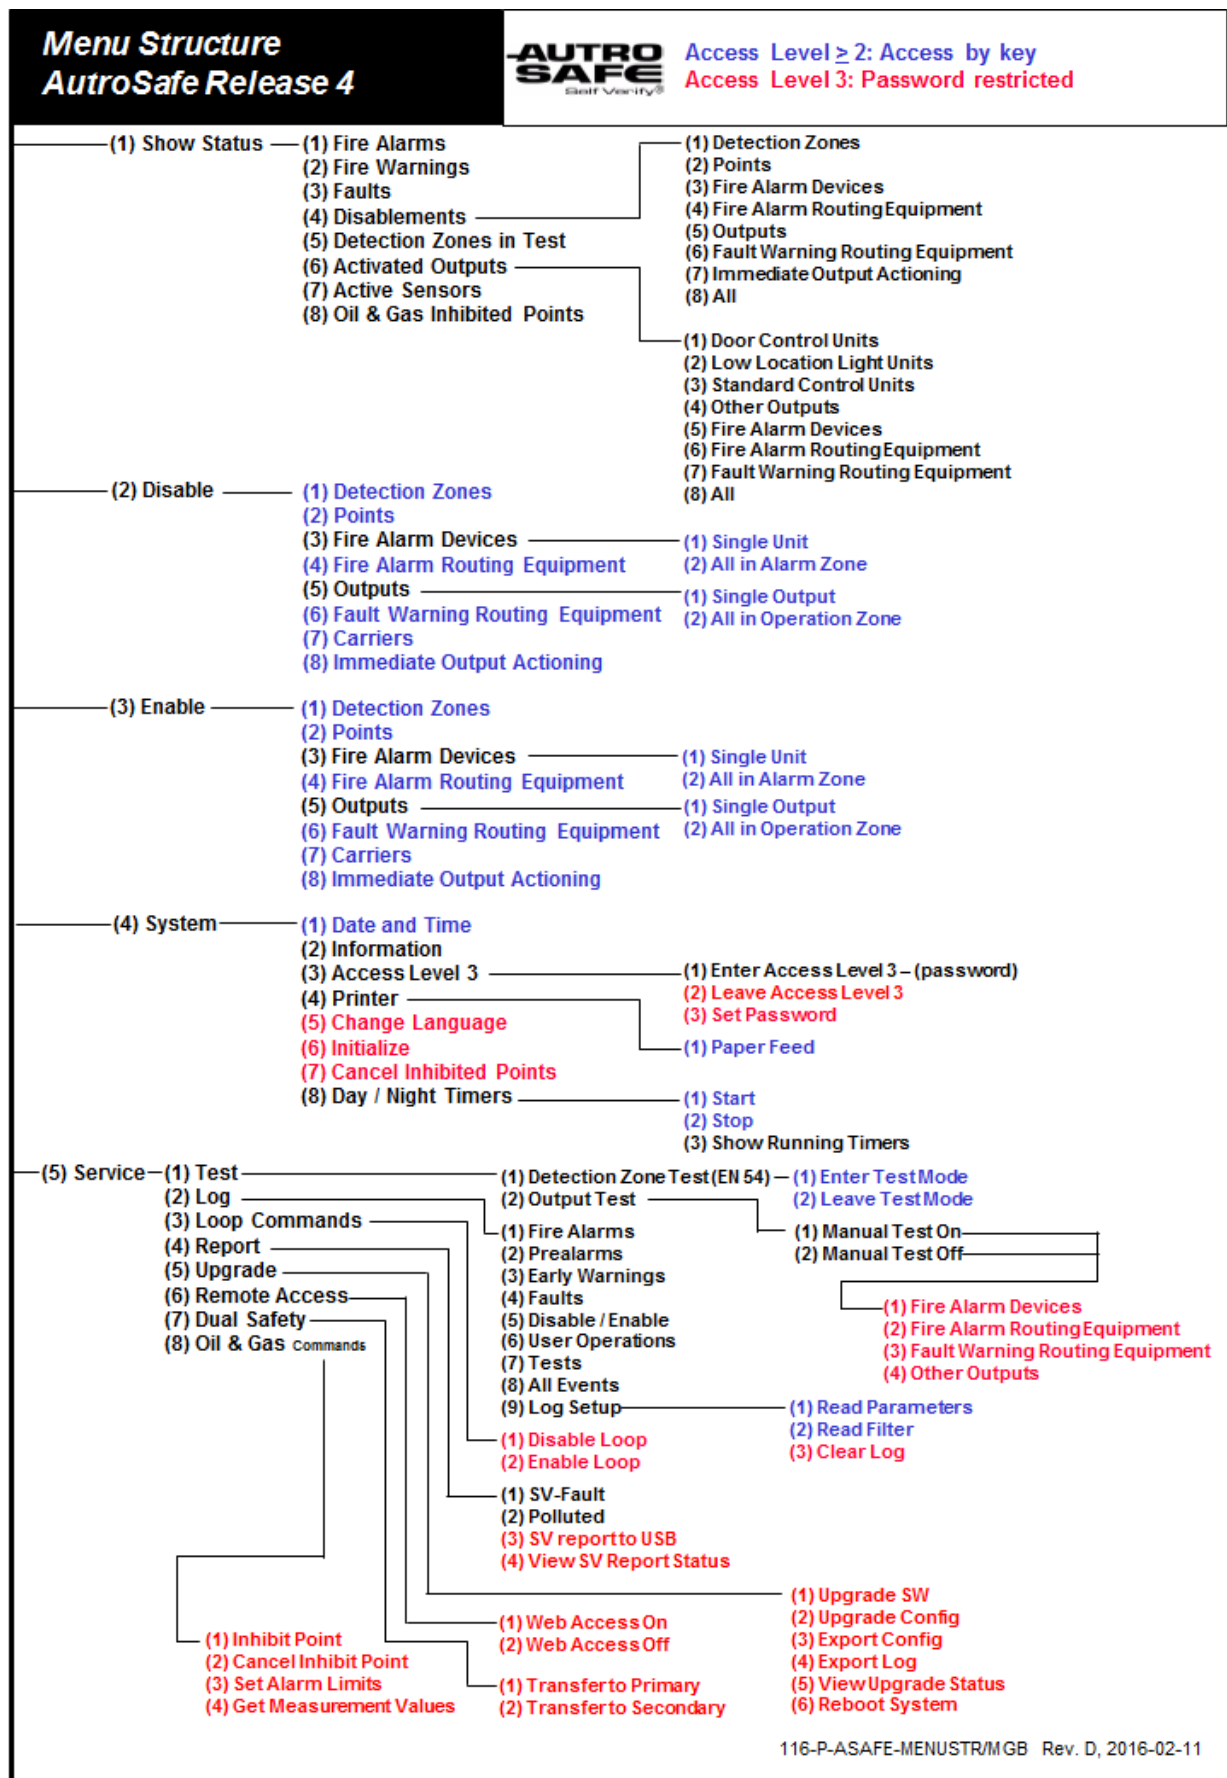 Menu Structure
AutroSafe Release 4
AUTRO
SAFE
Self Verify®
Access Level ≥ 2: Access by key
Access Level 3: Password restricted
(1) Show Status
(1) Fire Alarms
(2) Fire Warnings
(3) Faults
(4) Disablements
(5) Detection Zones in Test
(6) Activated Outputs
(7) Active Sensors
(8) Oil & Gas Inhibited Points
(1) Detection Zones
(2) Points
(3) Fire Alarm Devices
(4) Fire Alarm Routing Equipment
(5) Outputs
(6) Fault Warning Routing Equipment
(7) Immediate Output Actioning
(8) All
(1) Door Control Units
(2) Low Location Light Units
(3) Standard Control Units
(4) Other Outputs
(5) Fire Alarm Devices
(6) Fire Alarm Routing Equipment
(7) Fault Warning Routing Equipment
(8) All
(2) Disable
(1) Detection Zones
(2) Points
(3) Fire Alarm Devices
(4) Fire Alarm Routing Equipment
(5) Outputs
(6) Fault Warning Routing Equipment
(7) Carriers
(8) Immediate Output Actioning
(1) Single Unit
(2) All in Alarm Zone
(1) Single Output
(2) All in Operation Zone
(3) Enable
(1) Detection Zones
(2) Points
(3) Fire Alarm Devices
(4) Fire Alarm Routing Equipment
(5) Outputs
(6) Fault Warning Routing Equipment
(7) Carriers
(8) Immediate Output Actioning
(1) Single Unit
(2) All in Alarm Zone
(1) Single Output
(2) All in Operation Zone
(4) System
(1) Date and Time
(2) Information
(3) Access Level 3
(4) Printer
(5) Change Language
(6) Initialize
(7) Cancel Inhibited Points
(8) Day / Night Timers
(1) Enter Access Level 3 – (password)
(2) Leave Access Level 3
(3) Set Password
(1) Paper Feed
(1) Start
(2) Stop
(3) Show Running Timers
(5) Service
(1) Test
(2) Log
(3) Loop Commands
(4) Report
(5) Upgrade
(6) Remote Access
(7) Dual Safety
(8) Oil & Gas Commands
(1) Detection Zone Test (EN 54)
(2) Output Test
(1) Enter Test Mode
(2) Leave Test Mode
(1) Manual Test On
(2) Manual Test Off
(1) Fire Alarm Devices
(2) Fire Alarm Routing Equipment
(3) Fault Warning Routing Equipment
(4) Other Outputs
(1) Fire Alarms
(2) Prealarms
(3) Early Warnings
(4) Faults
(5) Disable / Enable
(6) User Operations
(7) Tests
(8) All Events
(9) Log Setup
(1) Read Parameters
(2) Read Filter
(3) Clear Log
(1) Disable Loop
(2) Enable Loop
(1) SV-Fault
(2) Polluted
(3) SV report to USB
(4) View SV Report Status
(1) Upgrade SW
(2) Upgrade Config
(3) Export Config
(4) Export Log
(5) View Upgrade Status
(6) Reboot System
(1) Web Access On
(2) Web Access Off
(1) Transfer to Primary
(2) Transfer to Secondary
(1) Inhibit Point
(2) Cancel Inhibit Point
(3) Set Alarm Limits
(4) Get Measurement Values
116-P-ASAFE-MENUSTR/MGB Rev. D, 2016-02-11